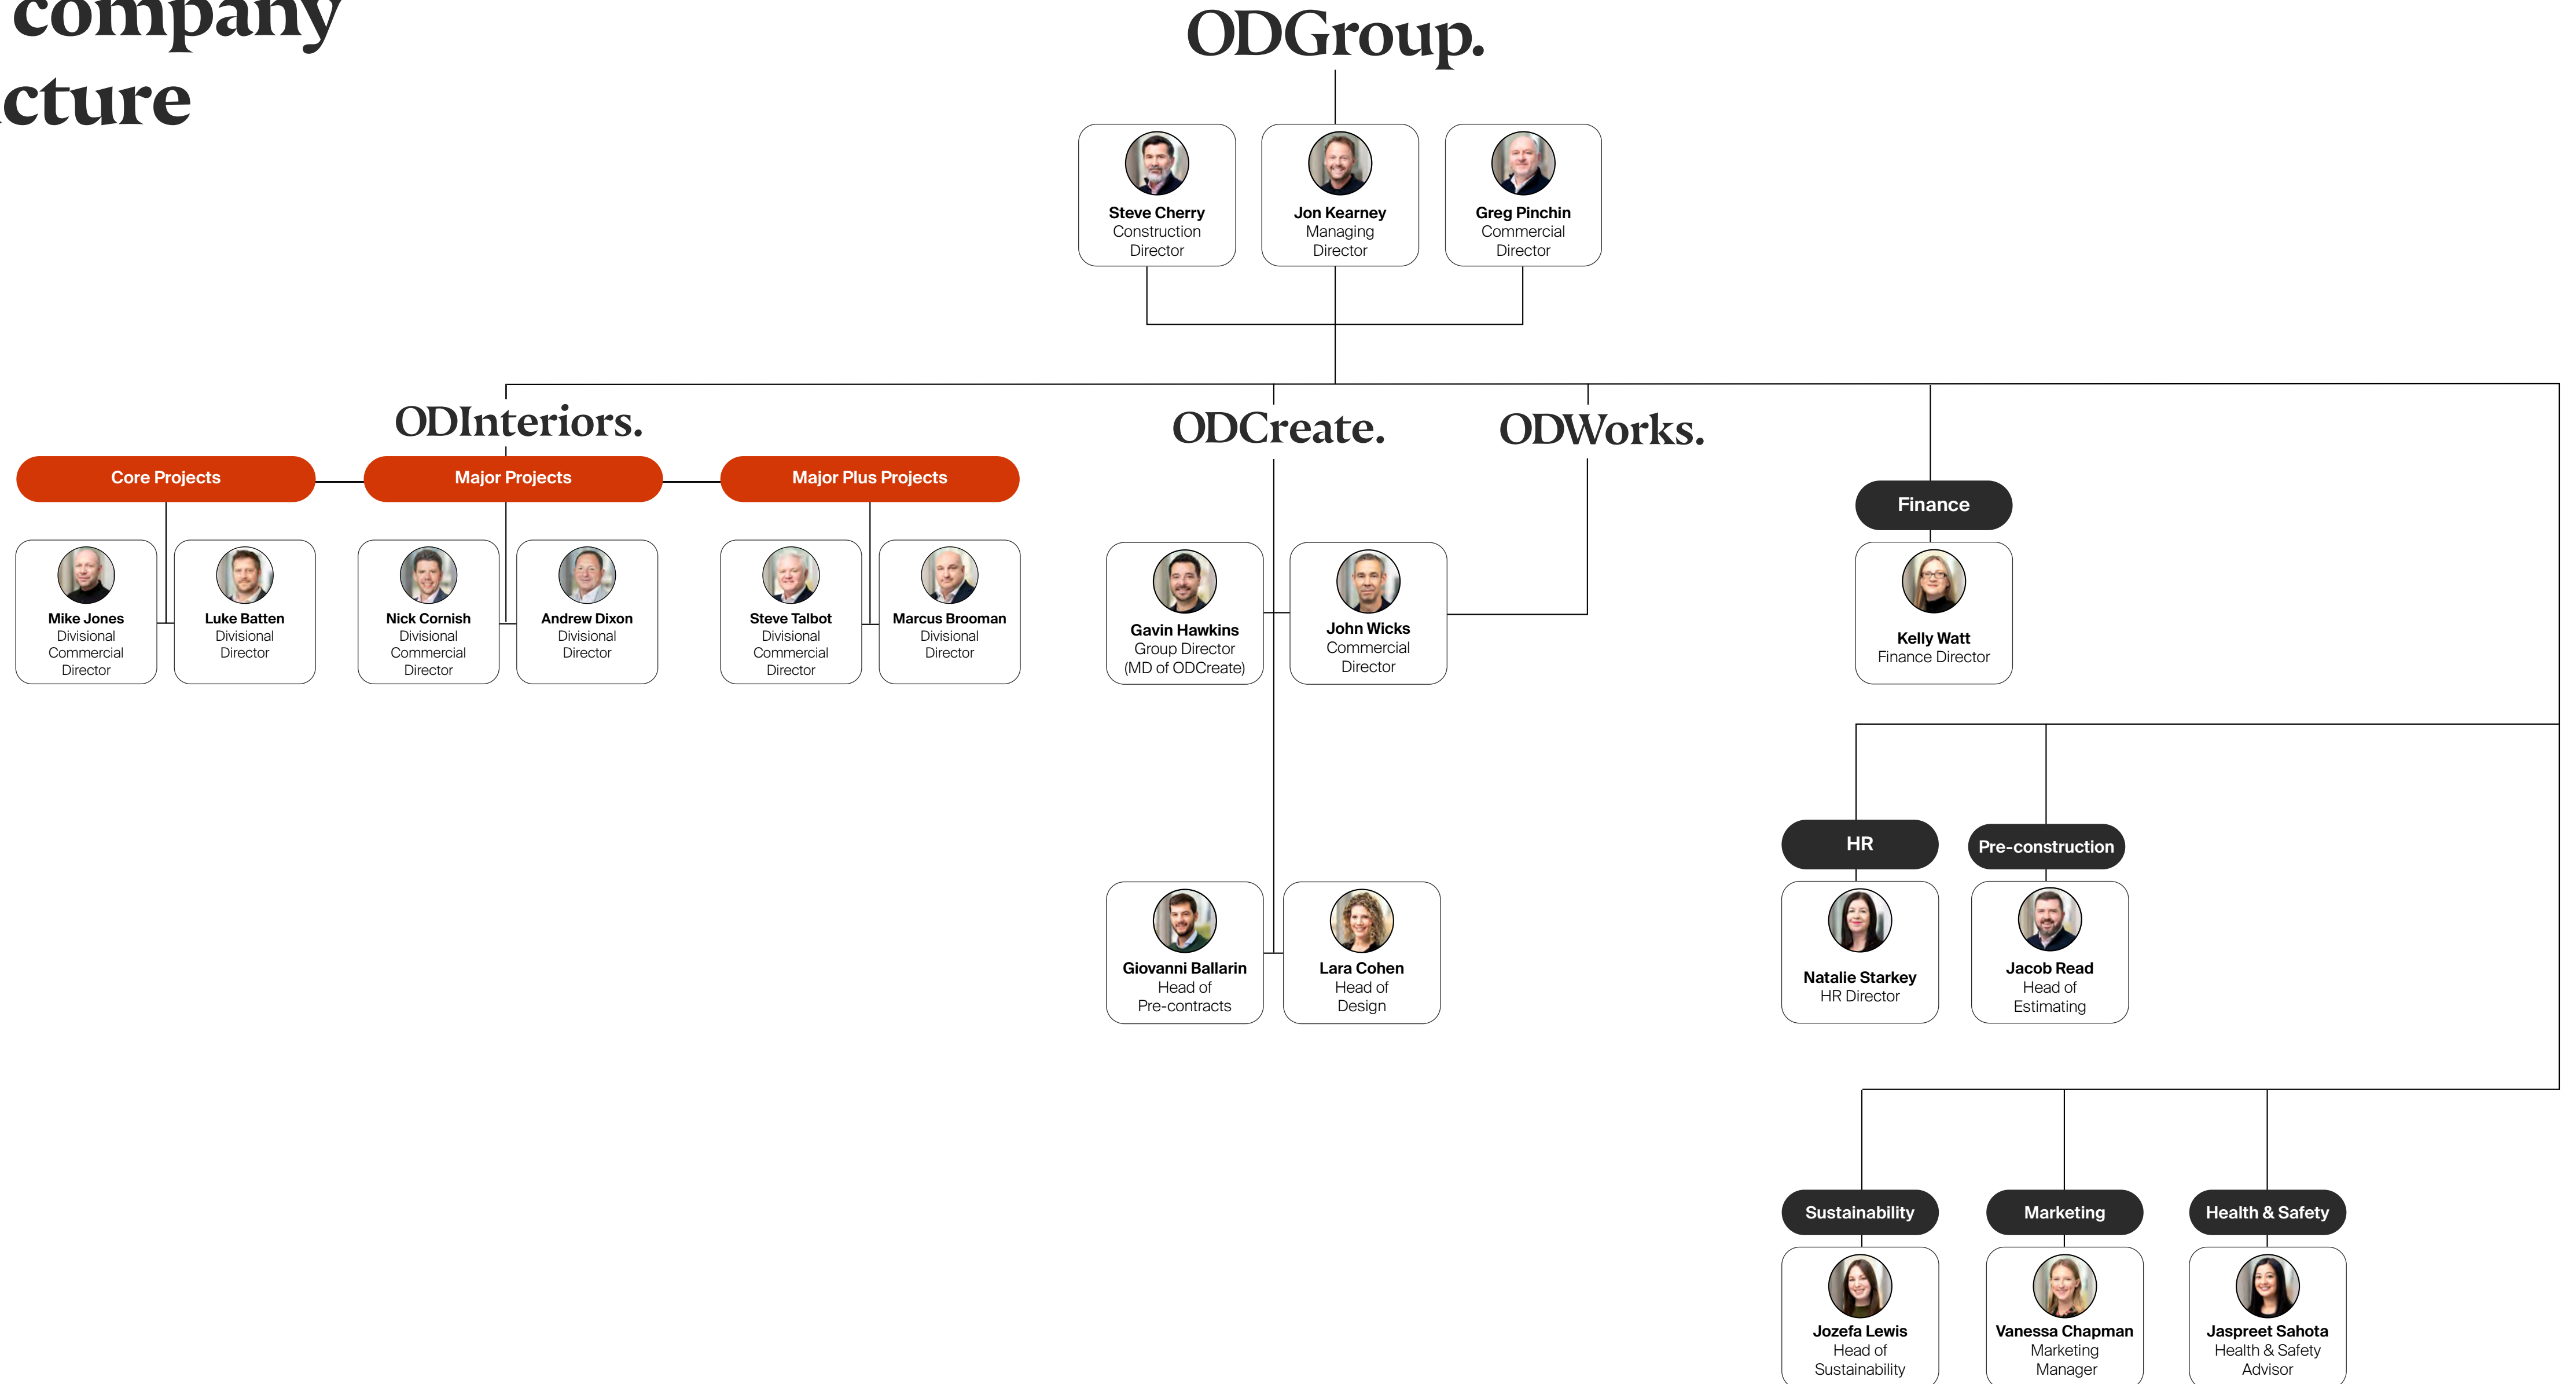 company
cture
ODGroup.
Steve Cherry
Construction
Director
Jon Kearney
Managing
Director
Greg Pinchin
Commercial
Director
ODInteriors.
ODCreate.
ODWorks.
Core Projects
Major Projects
Major Plus Projects
Finance
Mike Jones
Divisional
Commercial
Director
Luke Batten
Divisional
Director
Nick Cornish
Divisional
Commercial
Director
Andrew Dixon
Divisional
Director
Steve Talbot
Divisional
Commercial
Director
Marcus Brooman
Divisional
Director
Gavin Hawkins
Group Director
(MD of ODCreate)
John Wicks
Commercial
Director
Kelly Watt
Finance Director
HR
Pre-construction
Giovanni Ballarin
Head of
Pre-contracts
Lara Cohen
Head of
Design
Natalie Starkey
HR Director
Jacob Read
Head of
Estimating
Sustainability
Marketing
Health & Safety
Jozefa Lewis
Head of
Sustainability
Vanessa Chapman
Marketing
Manager
Jaspreet Sahota
Health & Safety
Advisor